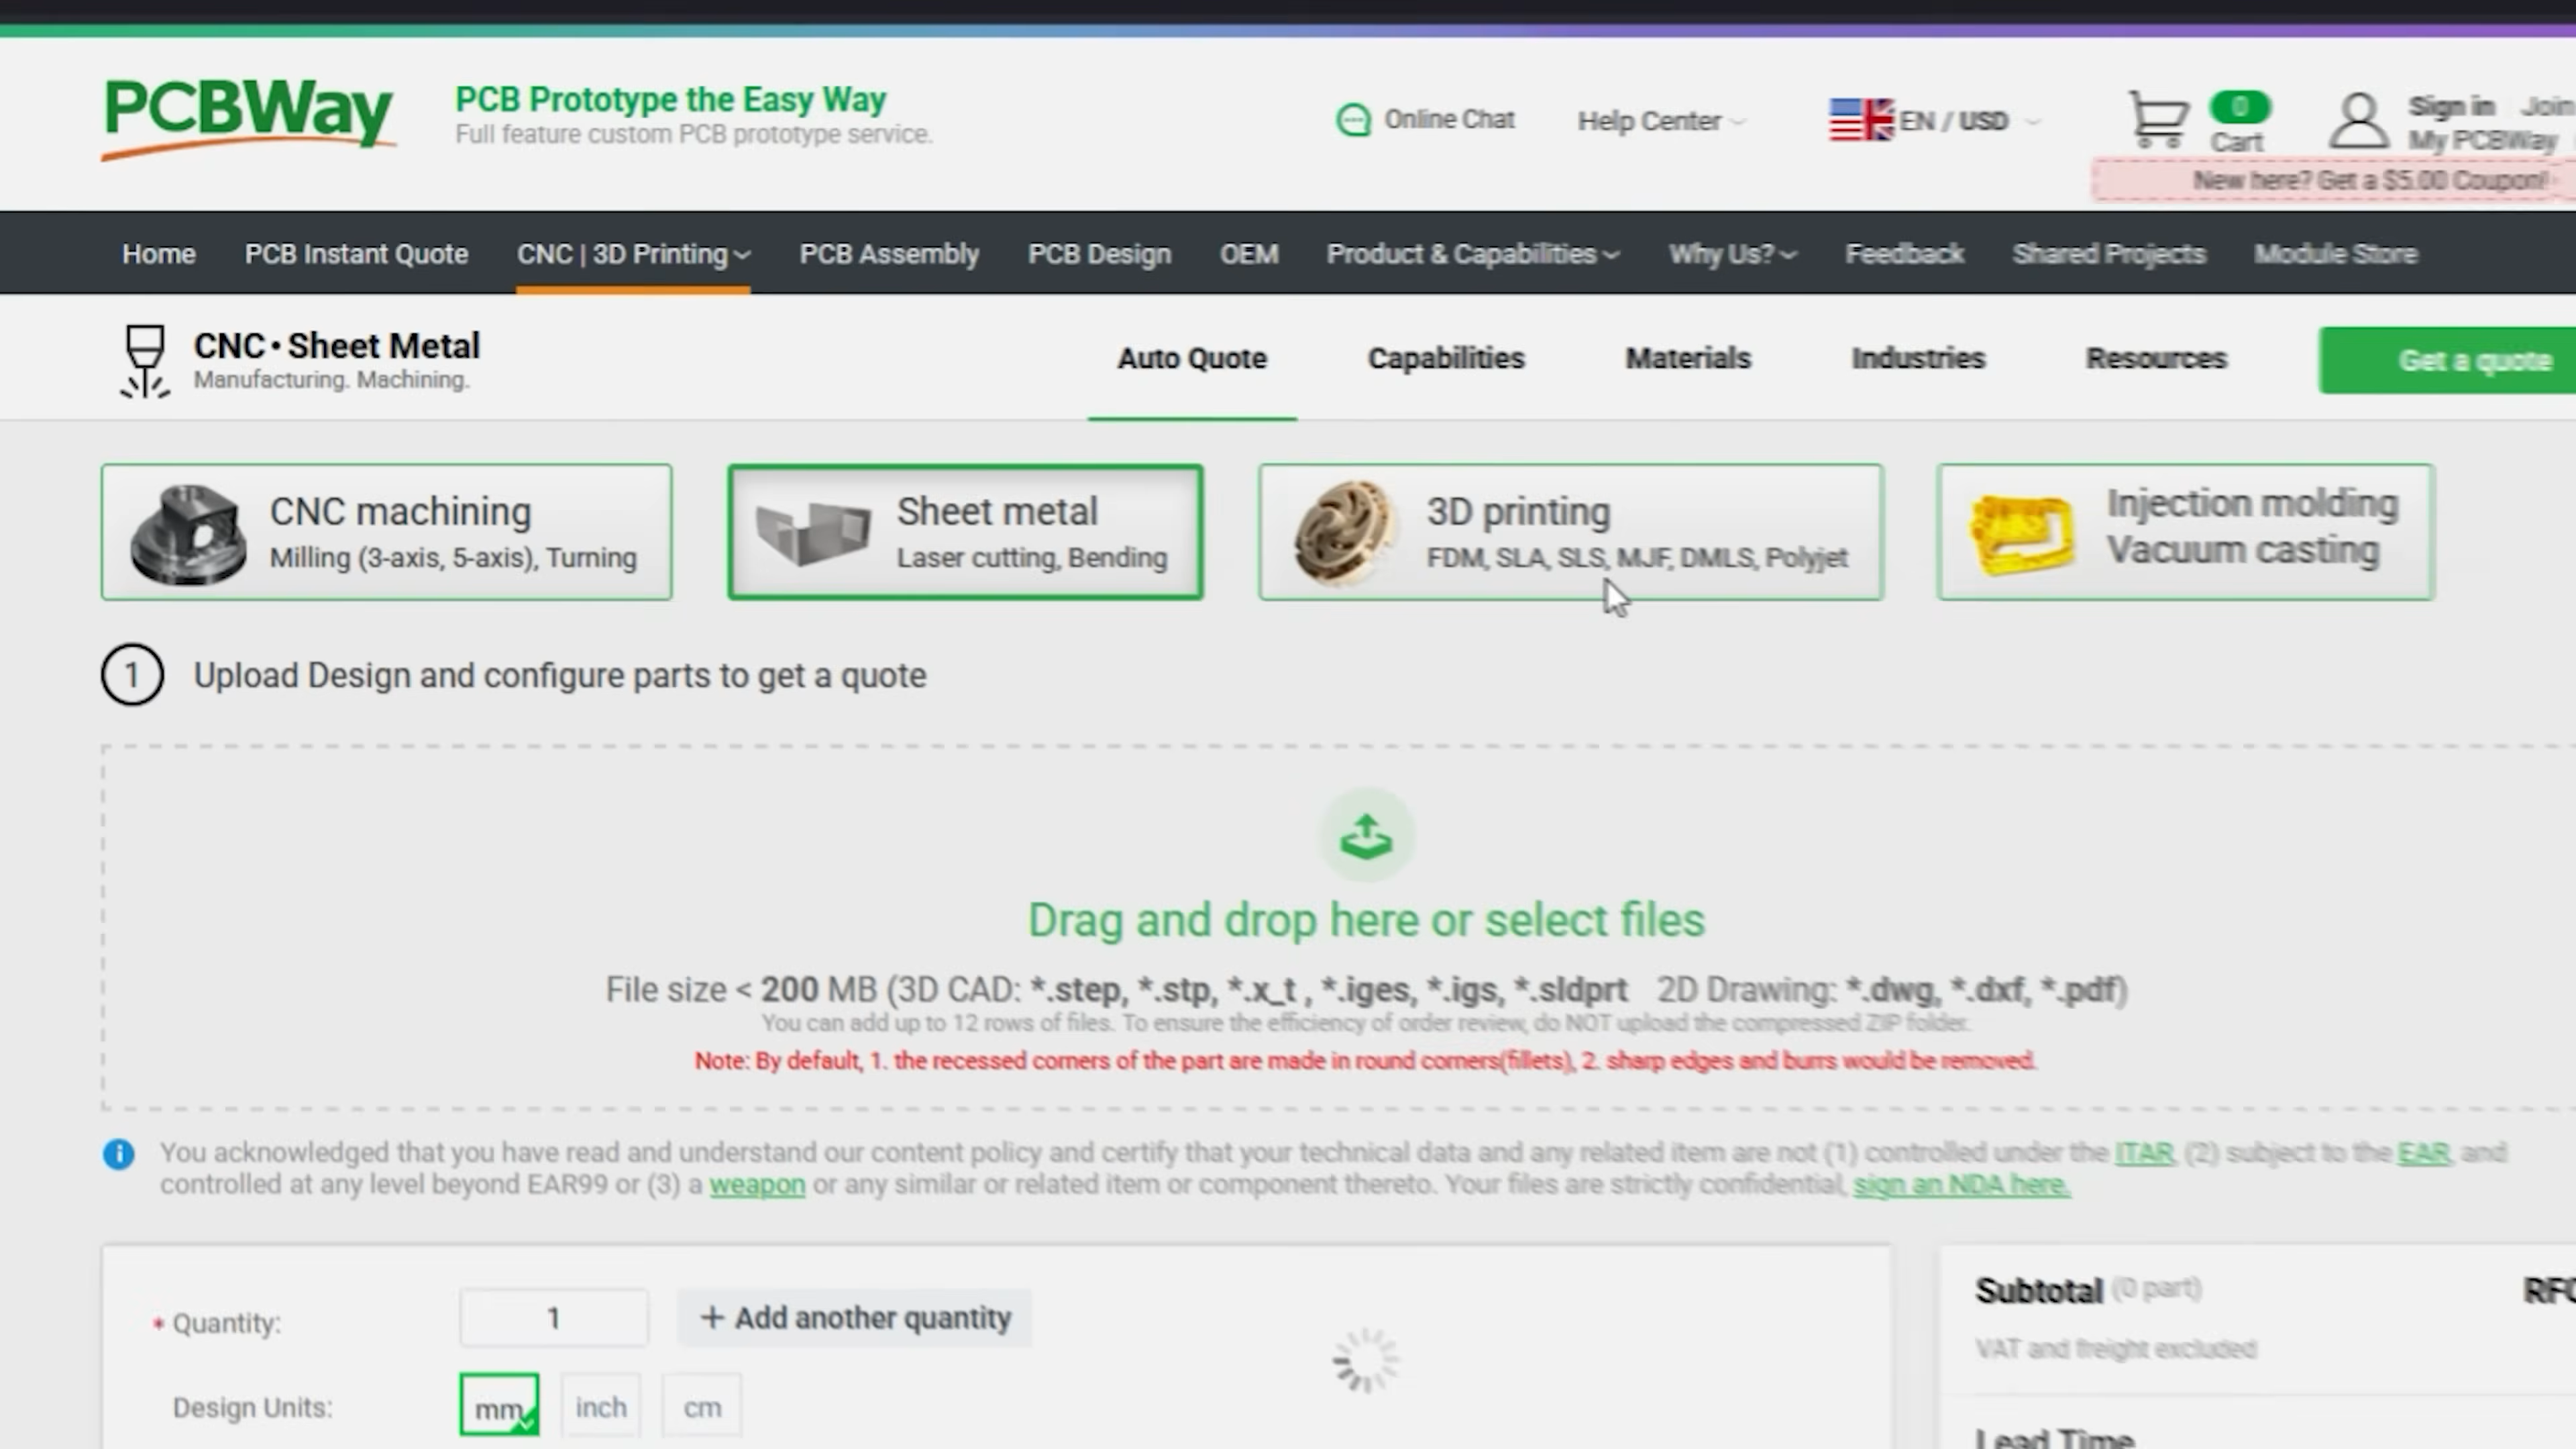 PCBWay
PCB Prototype the Easy Way
Full feature custom PCB prototype service.
Online Chat
Help Center
EN / USD
0
Cart
Sign in Join
My PCBWay
New here? Get a $5.00 Coupon!
Home PCB Instant Quote CNC | 3D Printing PCB Assembly PCB Design OEM Product & Capabilities Why Us? Feedback Shared Projects Module Store
CNC • Sheet Metal
Manufacturing. Machining.
Auto Quote Capabilities Materials Industries Resources Get a quote
CNC machining
Milling (3-axis, 5-axis), Turning
Sheet metal
Laser cutting, Bending
3D printing
FDM, SLA, SLS, MJF, DMLS, Polyjet
Injection molding
Vacuum casting
1 Upload Design and configure parts to get a quote
Drag and drop here or select files
File size < 200 MB (3D CAD: *.step, *.stp, *.x_t , *.iges, *.igs, *.sldprt 2D Drawing: *.dwg, *.dxf, *.pdf)
You can add up to 12 rows of files. To ensure the efficiency of order review, do NOT upload the compressed ZIP folder.
Note: By default, 1. the recessed corners of the part are made in round corners(fillets), 2. sharp edges and burrs would be removed.
You acknowledged that you have read and understand our content policy and certify that your technical data and any related item are not (1) controlled under the ITAR, (2) subject to the EAR, and
controlled at any level beyond EAR99 or (3) a weapon or any similar or related item or component thereto. Your files are strictly confidential, sign an NDA here.
* Quantity: 1 + Add another quantity
Design Units: mm inch cm
Subtotal (0 part)
VAT and freight excluded
Lead Time